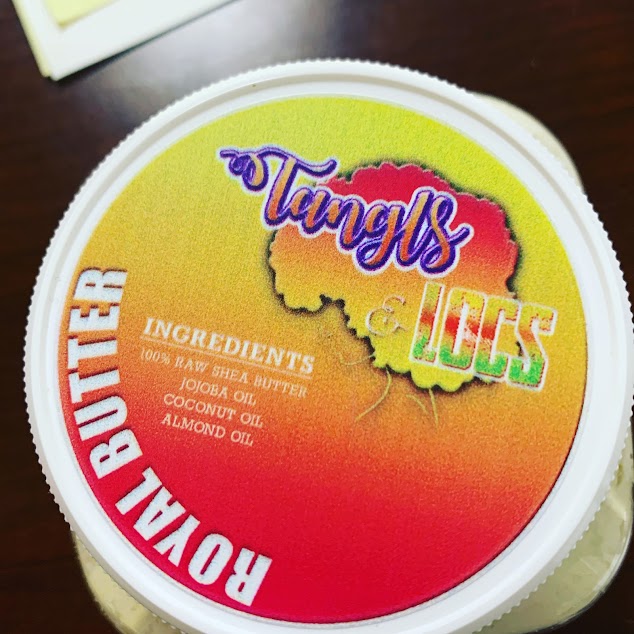 Tangls
& LOCS
INGREDIENTS
100% RAW SHEA BUTTER
JOJOBA OIL
COCONUT OIL
ALMOND OIL
ROYAL BUTTER